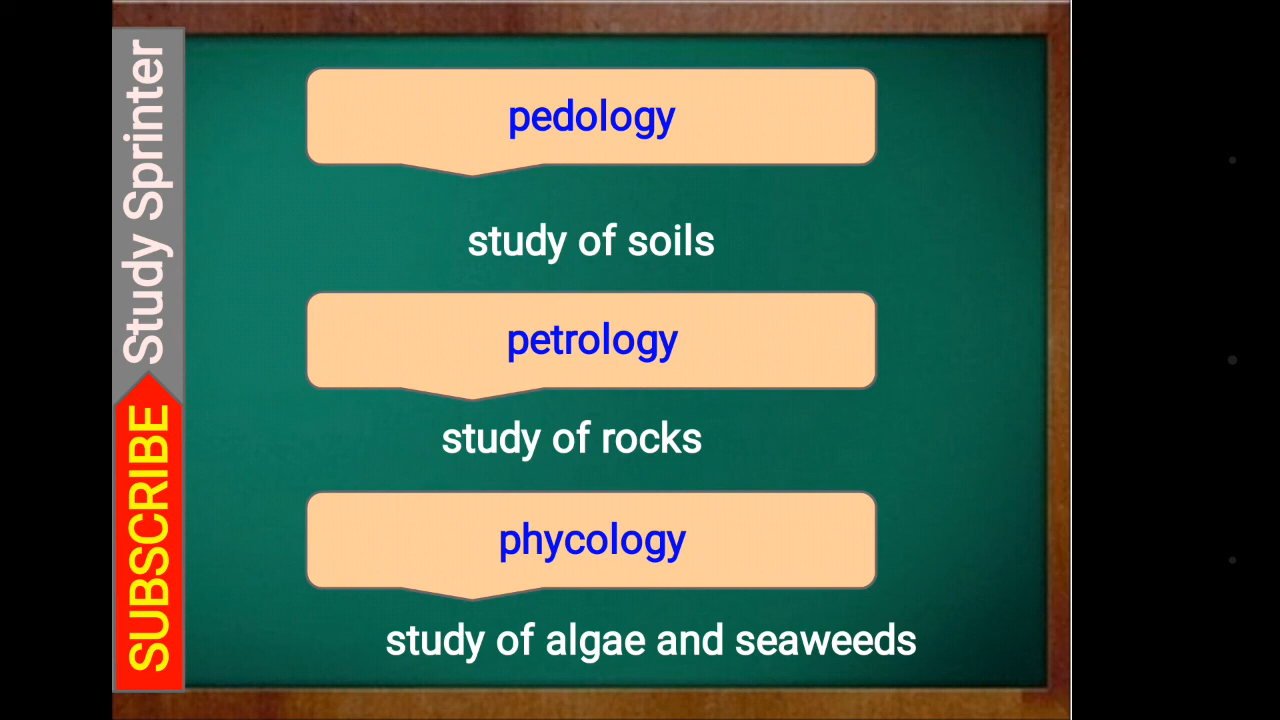 Study Sprinter
SUBSCRIBE
pedology
study of soils
petrology
study of rocks
phycology
study of algae and seaweeds